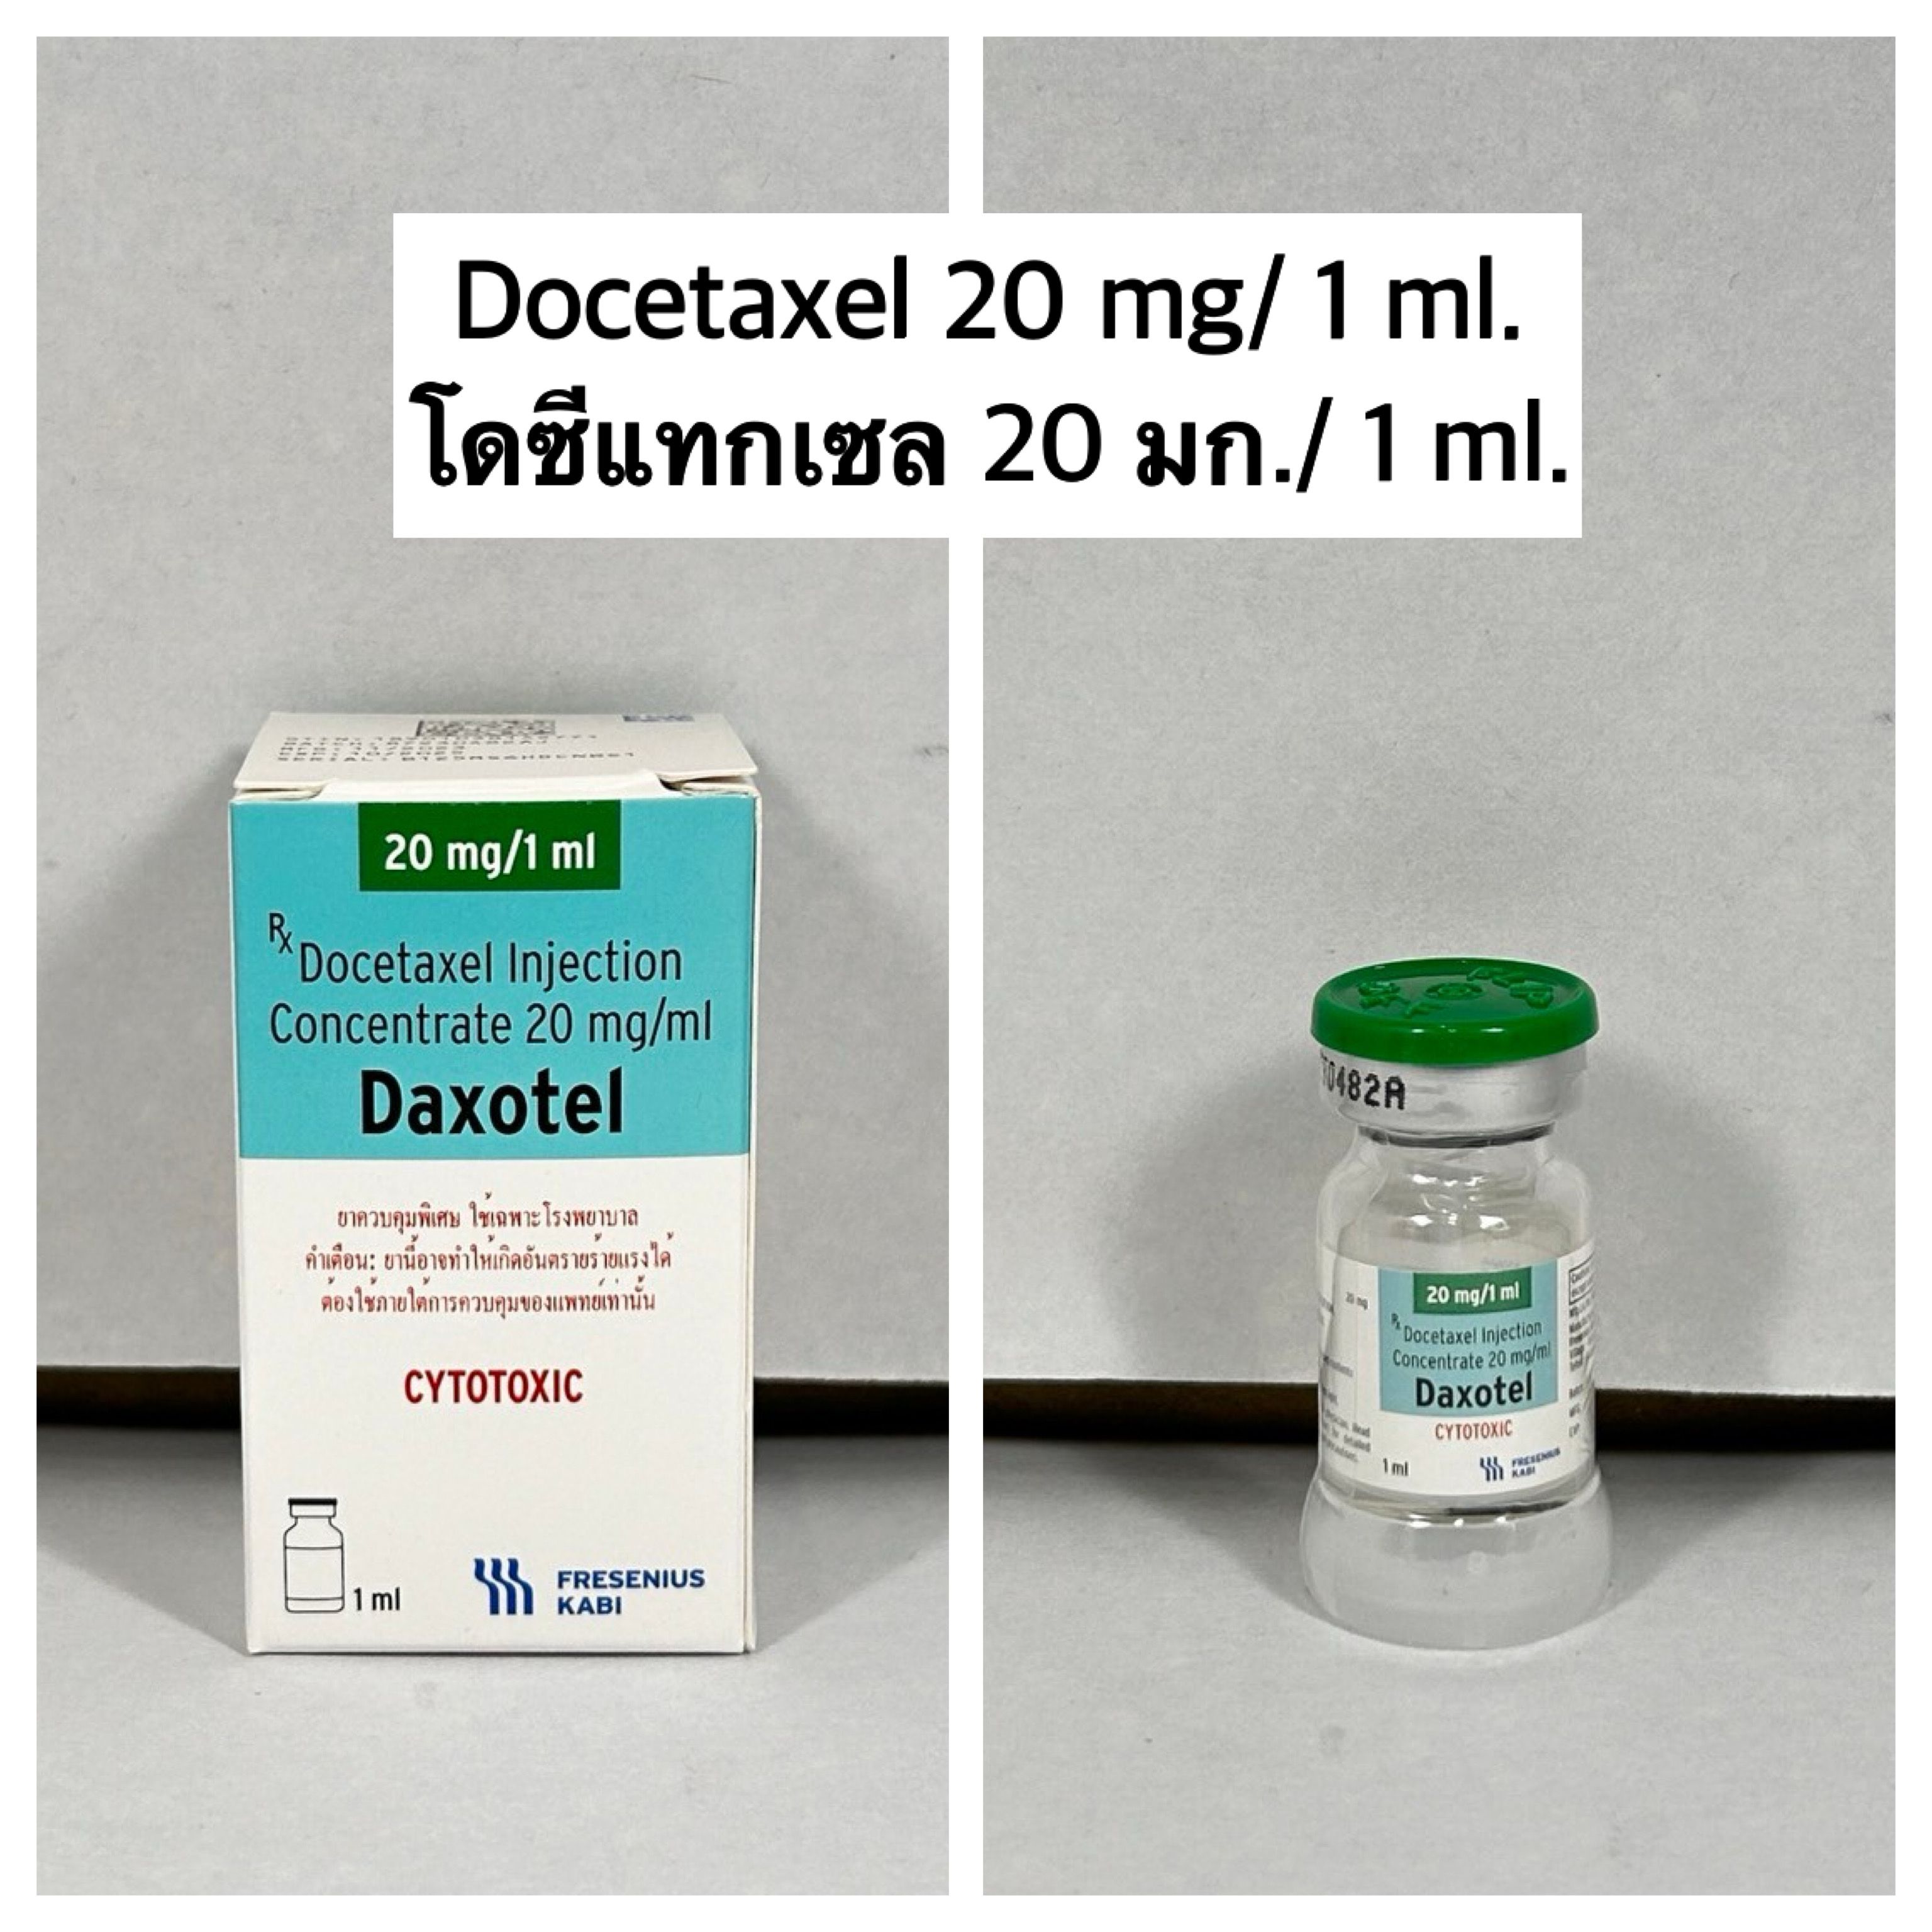 Docetaxel 20 mg/ 1 ml.
โดซีแทกเซล 20 มก./ 1 ml.
20 mg/1 ml
Rx Docetaxel Injection
Concentrate 20 mg/ml
Daxotel
ยาควบคุมพิเศษ ใช้เฉพาะโรงพยาบาล
คำเตือน: ยานี้อาจทำให้เกิดอันตรายร้ายแรงได้
ต้องใช้ภายใต้การควบคุมของแพทย์เท่านั้น
CYTOTOXIC
1 ml
FRESENIUS
KABI
0482A
20 mg
20 mg/1 ml
Rx Docetaxel Injection
Concentrate 20 mg/ml
Daxotel
CYTOTOXIC
1 ml
FRESENIUS
KABI